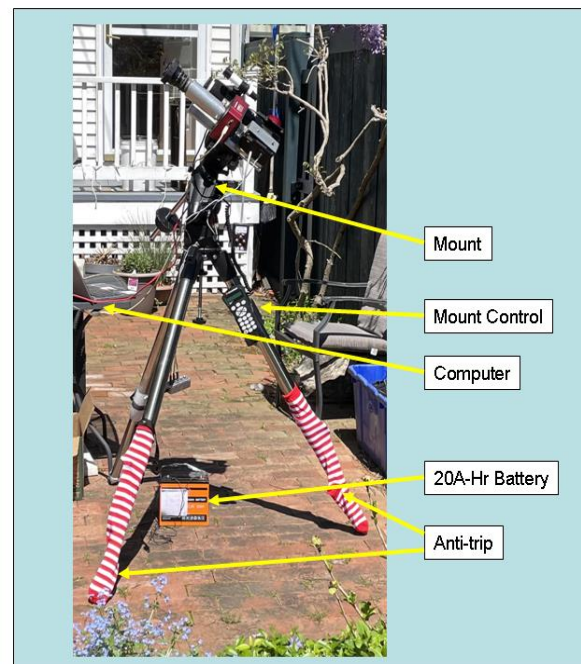 Mount
Mount Control
Computer
20A-Hr Battery
Anti-trip